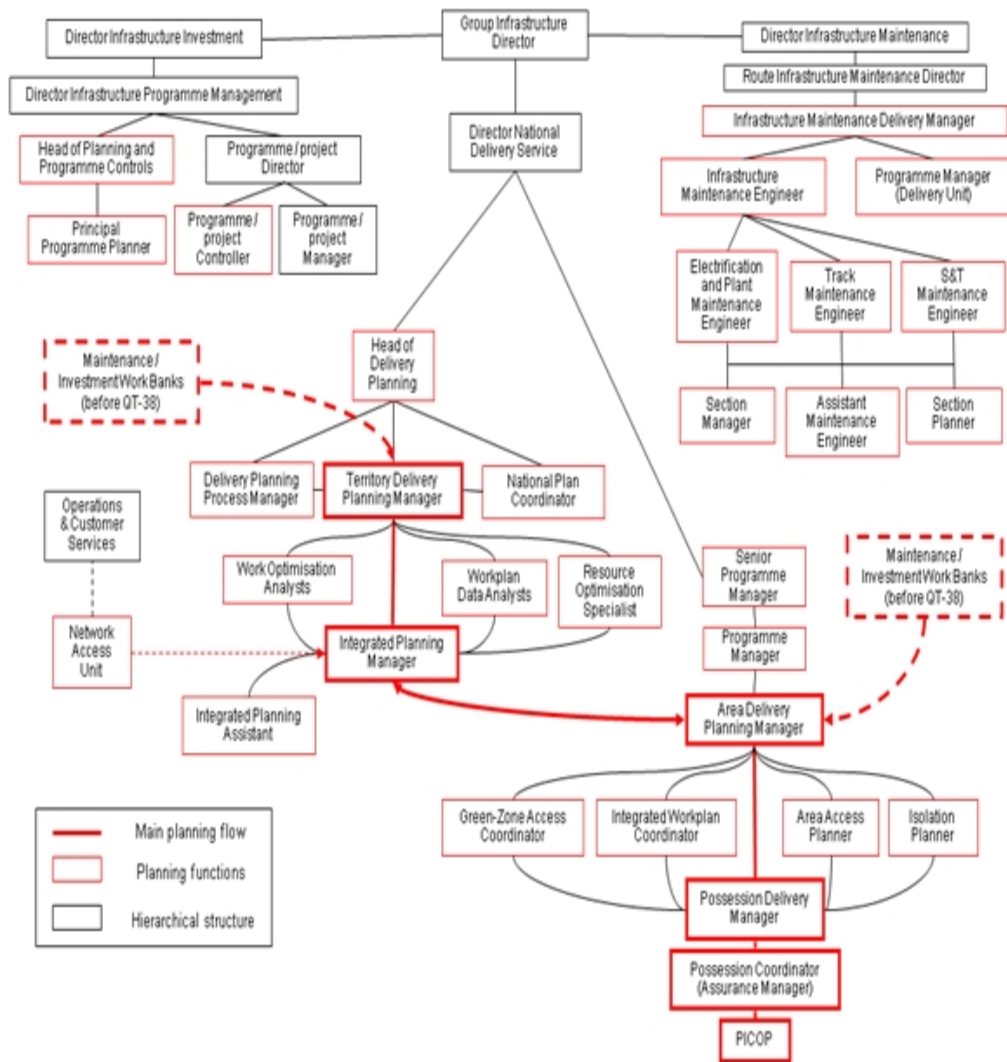 Group Infrastructure
Director
Director Infrastructure Investment
Director Infrastructure Maintenance
Director Infrastructure Programme Management
Route Infrastructure Maintenance Director
Infrastructure Maintenance Delivery Manager
Director National
Delivery Service
Head of Planning and
Programme Controls
Programme / project
Director
Infrastructure
Maintenance Engineer
Programme Manager
(Delivery Unit)
Principal
Programme Planner
Programme /
project
Controller
Programme /
project
Manager
Electrification
and Plant
Maintenance
Engineer
Track
Maintenance
Engineer
S&T
Maintenance
Engineer
Maintenance /
Investment Work Banks
(before QT-38)
Head of
Delivery
Planning
Section
Manager
Assistant
Maintenance
Engineer
Section
Planner
Delivery Planning
Process Manager
Territory Delivery
Planning Manager
National Plan
Coordinator
Operations
& Customer
Services
Work Optimisation
Analysts
Workplan
Data Analysts
Resource
Optimisation
Specialist
Senior
Programme
Manager
Maintenance /
Investment Work Banks
(before QT-38)
Network
Access
Unit
Integrated Planning
Manager
Programme
Manager
Integrated Planning
Assistant
Area Delivery
Planning Manager
Green-Zone Access
Coordinator
Integrated Workplan
Coordinator
Area Access
Planner
Isolation
Planner
Main planning flow
Planning functions
Hierarchical structure
Possession Delivery
Manager
Possession Coordinator
(Assurance Manager)
PICOP